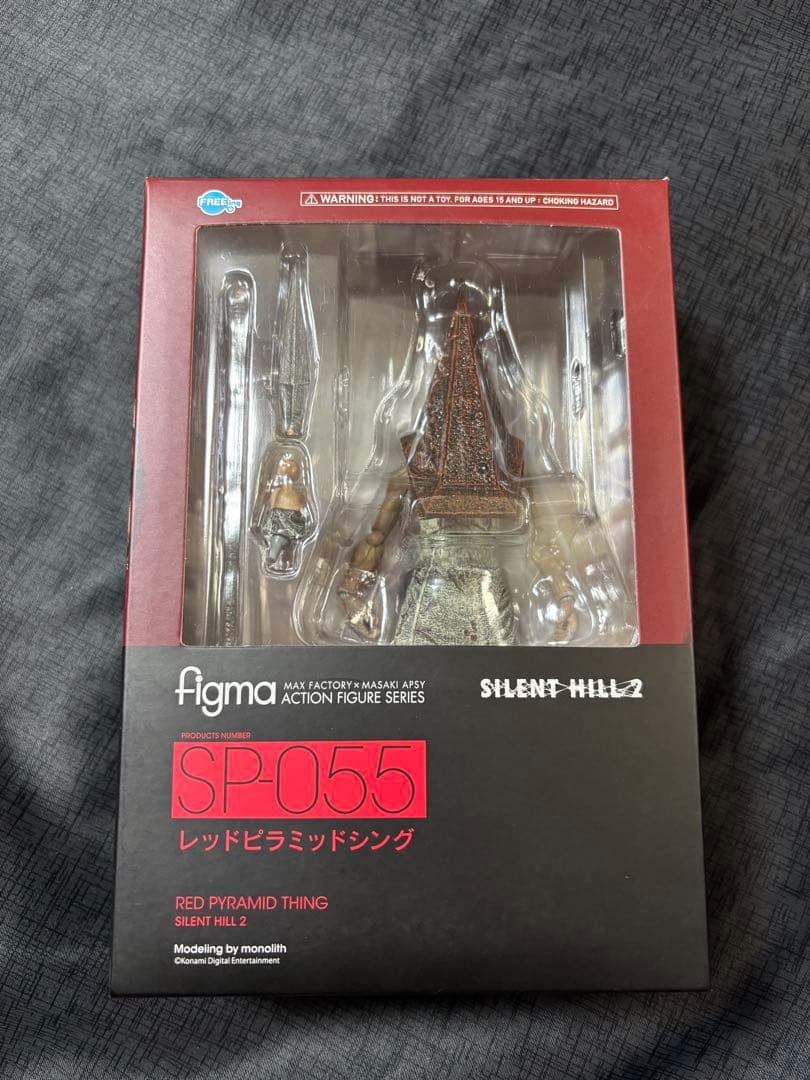 FREEing
⚠ WARNING : THIS IS NOT A TOY. FOR AGES 15 AND UP : CHOKING HAZARD
figma MAX FACTORY × MASAKI APSY
ACTION FIGURE SERIES
SILENT HILL 2
PRODUCTS NUMBER
SP-055
レッドピラミッドシング
RED PYRAMID THING
SILENT HILL 2
Modeling by monolith
©Konami Digital Entertainment